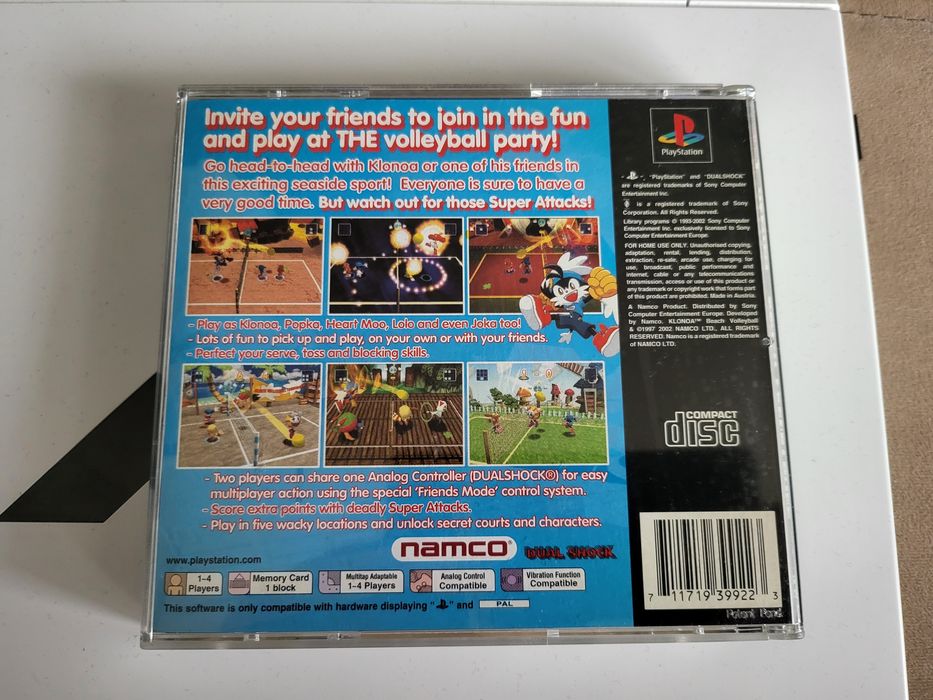 Invite your friends to join in the fun
and play at THE volleyball party!
Go head-to-head with Klonoa or one of his friends in
this exciting seaside sport! Everyone is sure to have a
very good time. But watch out for those Super Attacks!
- Play as Klonoa, Popka, Heart Moo, Lolo and even Joka too!
- Lots of fun to pick up and play, on your own or with your friends.
- Perfect your serve, toss and blocking skills.
- Two players can share one Analog Controller (DUALSHOCK®) for easy
multiplayer action using the special 'Friends Mode' control system.
- Score extra points with deadly Super Attacks.
- Play in five wacky locations and unlock secret courts and characters.
namco
DUAL SHOCK
www.playstation.com
1-4
Players
Memory Card
1 block
Multitap Adaptable
1-4 Players
Analog Control
Compatible
Vibration Function
Compatible
This software is only compatible with hardware displaying " " and PAL
PlayStation
" ", "PlayStation" and "DUALSHOCK"
are registered trademarks of Sony Computer
Entertainment Inc.
is a registered trademark of Sony
Corporation. All Rights Reserved.
Library programs © 1993-2002 Sony Computer
Entertainment Inc. exclusively licensed to Sony
Computer Entertainment Europe.
FOR HOME USE ONLY. Unauthorised copying,
adaptation, rental, lending, distribution,
extraction, re-sale, arcade use, charging for
use, broadcast, public performance and
internet, cable or any telecommunications
transmission, access or use of this product or
any trademark or copyright work that forms part
of this product are prohibited. Made in Austria.
A Namco Product. Distributed by Sony
Computer Entertainment Europe. Developed
by Namco. KLONOA™ Beach Volleyball
& ©1997 2002 NAMCO LTD., ALL RIGHTS
RESERVED. Namco is a registered trademark
of NAMCO LTD.
COMPACT
disc
7 11719 39922 3
Patent Pend.